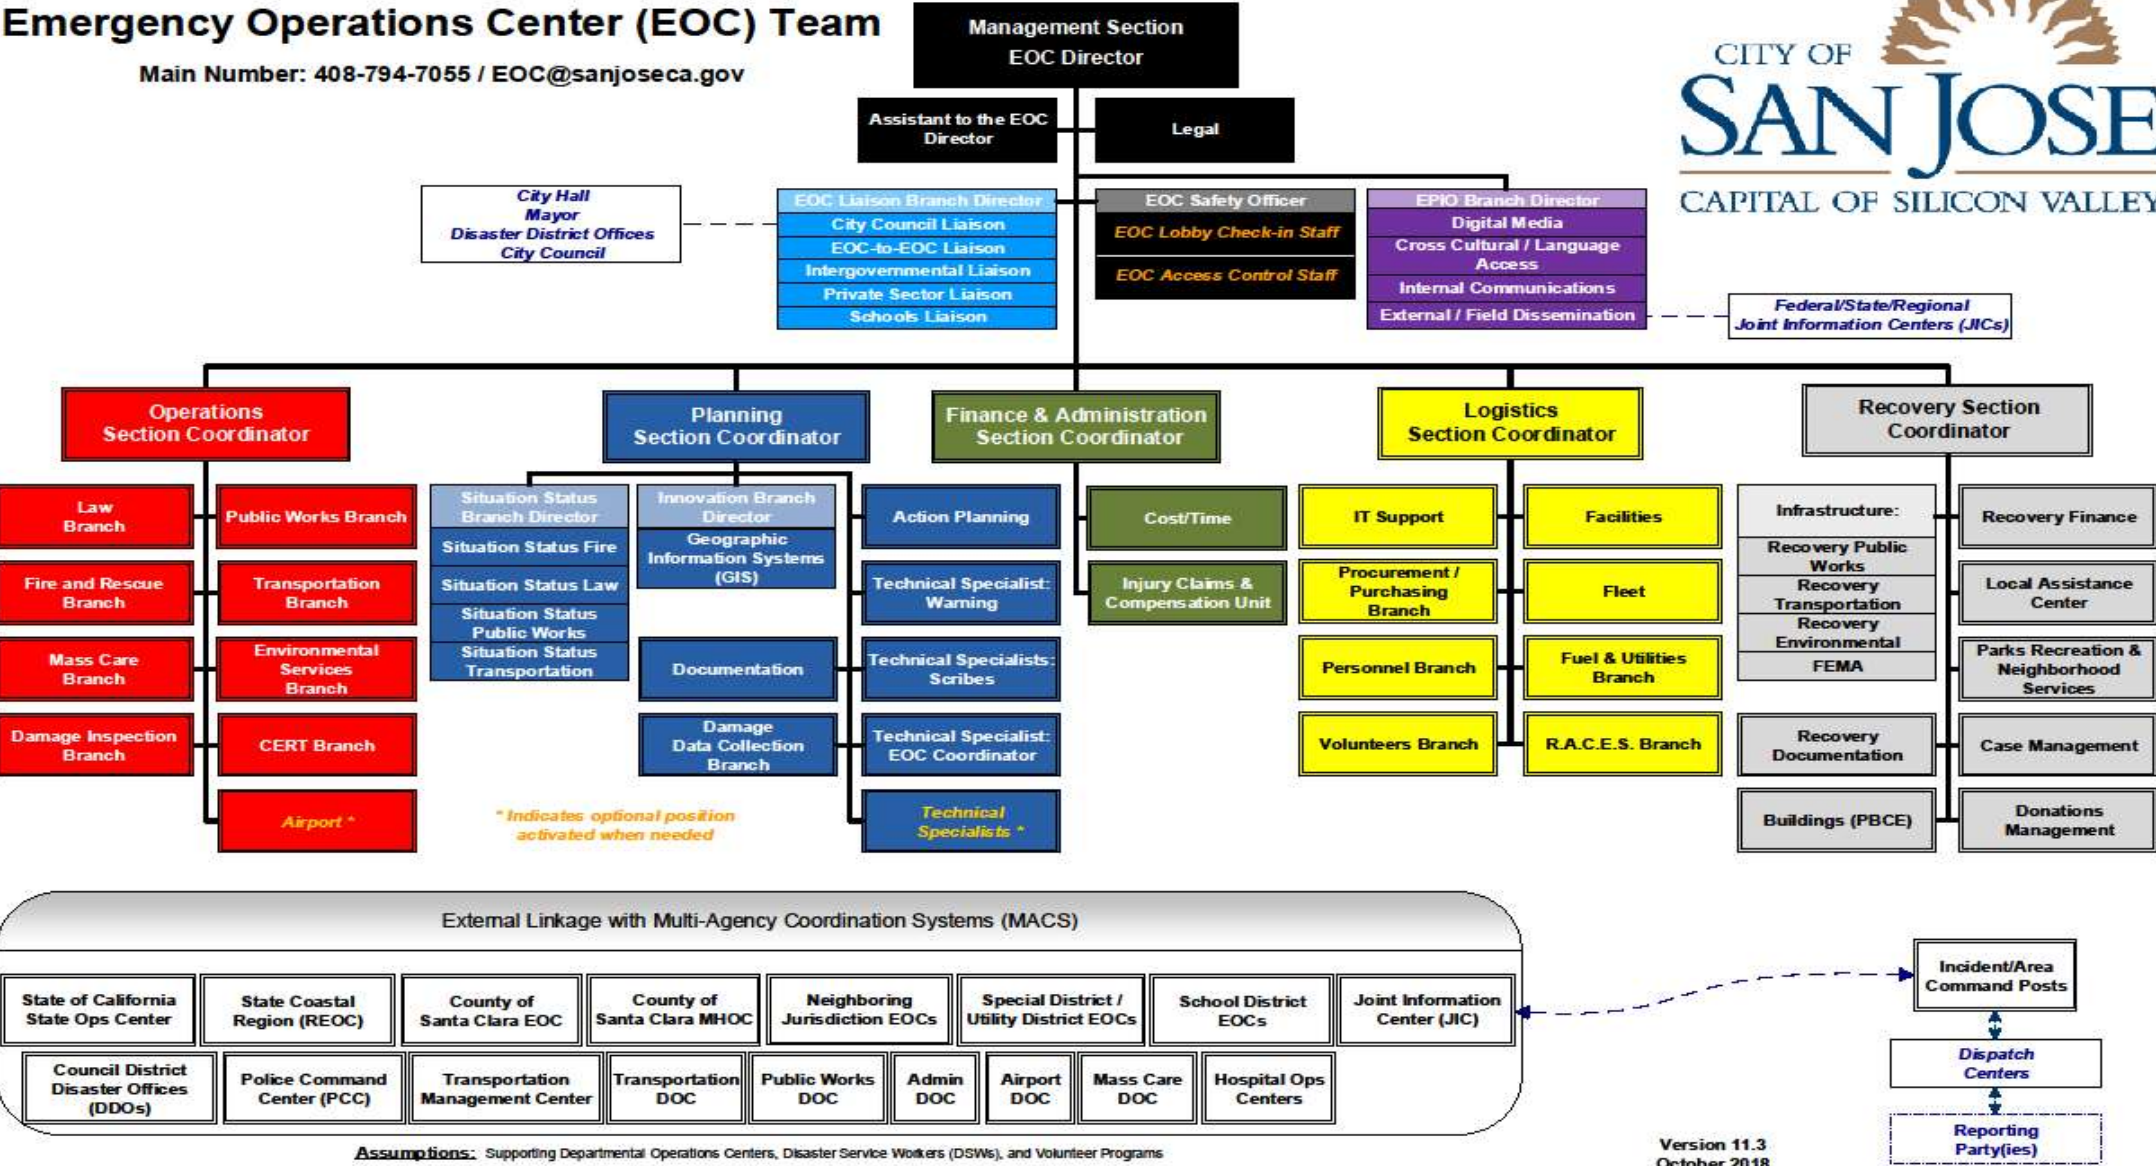 Emergency Operations Center (EOC) Team
Main Number: 408-794-7055 / EOC@sanjoseca.gov
Management Section
EOC Director
CITY OF
SAN JOSE
CAPITAL OF SILICON VALLEY
Assistant to the EOC
Director
Legal
City Hall
Mayor
Disaster District Offices
City Council
EOC Liaison Branch Director
City Council Liaison
EOC-to-EOC Liaison
Intergovernmental Liaison
Private Sector Liaison
Schools Liaison
EOC Safety Officer
EOC Lobby Check-in Staff
EOC Access Control Staff
EPIO Branch Director
Digital Media
Cross Cultural / Language
Access
Internal Communications
External / Field Dissemination
Federal/State/Regional
Joint Information Centers (JICs)
Operations
Section Coordinator
Planning
Section Coordinator
Finance & Administration
Section Coordinator
Logistics
Section Coordinator
Recovery Section
Coordinator
Law
Branch
Public Works Branch
Fire and Rescue
Branch
Transportation
Branch
Mass Care
Branch
Environmental
Services
Branch
Damage Inspection
Branch
CERT Branch
Airport *
Situation Status
Branch Director
Situation Status Fire
Situation Status Law
Situation Status
Public Works
Situation Status
Transportation
Innovation Branch
Director
Geographic
Information Systems
(GIS)
Documentation
Damage
Data Collection
Branch
* Indicates optional position
activated when needed
Action Planning
Technical Specialist:
Warning
Technical Specialists:
Scribes
Technical Specialist:
EOC Coordinator
Technical
Specialists *
Cost/Time
Injury Claims &
Compensation Unit
IT Support
Facilities
Procurement /
Purchasing
Branch
Fleet
Personnel Branch
Fuel & Utilities
Branch
Volunteers Branch
R.A.C.E.S. Branch
Infrastructure:
Recovery Public
Works
Recovery
Transportation
Recovery
Environmental
FEMA
Recovery
Documentation
Buildings (PBCE)
Recovery Finance
Local Assistance
Center
Parks Recreation &
Neighborhood
Services
Case Management
Donations
Management
External Linkage with Multi-Agency Coordination Systems (MACS)
State of California
State Ops Center
State Coastal
Region (REOC)
County of
Santa Clara EOC
County of
Santa Clara MHOC
Neighboring
Jurisdiction EOCs
Special District /
Utility District EOCs
School District
EOCs
Joint Information
Center (JIC)
Council District
Disaster Offices
(DDOs)
Police Command
Center (PCC)
Transportation
Management Center
Transportation
DOC
Public Works
DOC
Admin
DOC
Airport
DOC
Mass Care
DOC
Hospital Ops
Centers
Incident/Area
Command Posts
Dispatch
Centers
Reporting
Party(ies)
Assumptions: Supporting Departmental Operations Centers, Disaster Service Workers (DSWs), and Volunteer Programs
Version 11.3
October 2018